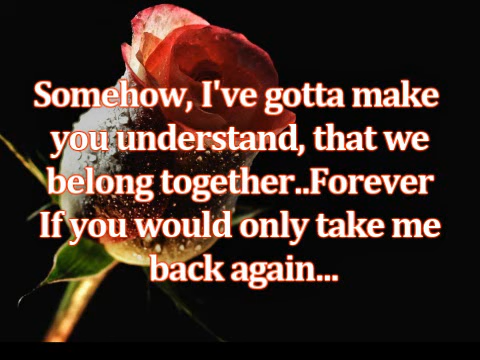 Somehow, I've gotta make
you understand, that we
belong together..Forever
If you would only take me
back again...